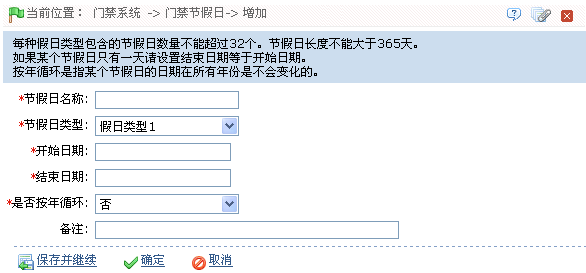 当前位置： 门禁系统 -> 门禁节假日-> 增加
每种假日类型包含的节假日数量不能超过32个。节假日长度不能大于365天。
如果某个节假日只有一天请设置结束日期等于开始日期。
按年循环是指某个节假日的日期在所有年份是不会变化的。
*节假日名称:
*节假日类型: 假日类型1
*开始日期:
*结束日期:
*是否按年循环: 否
备注:
保存并继续 确定 取消